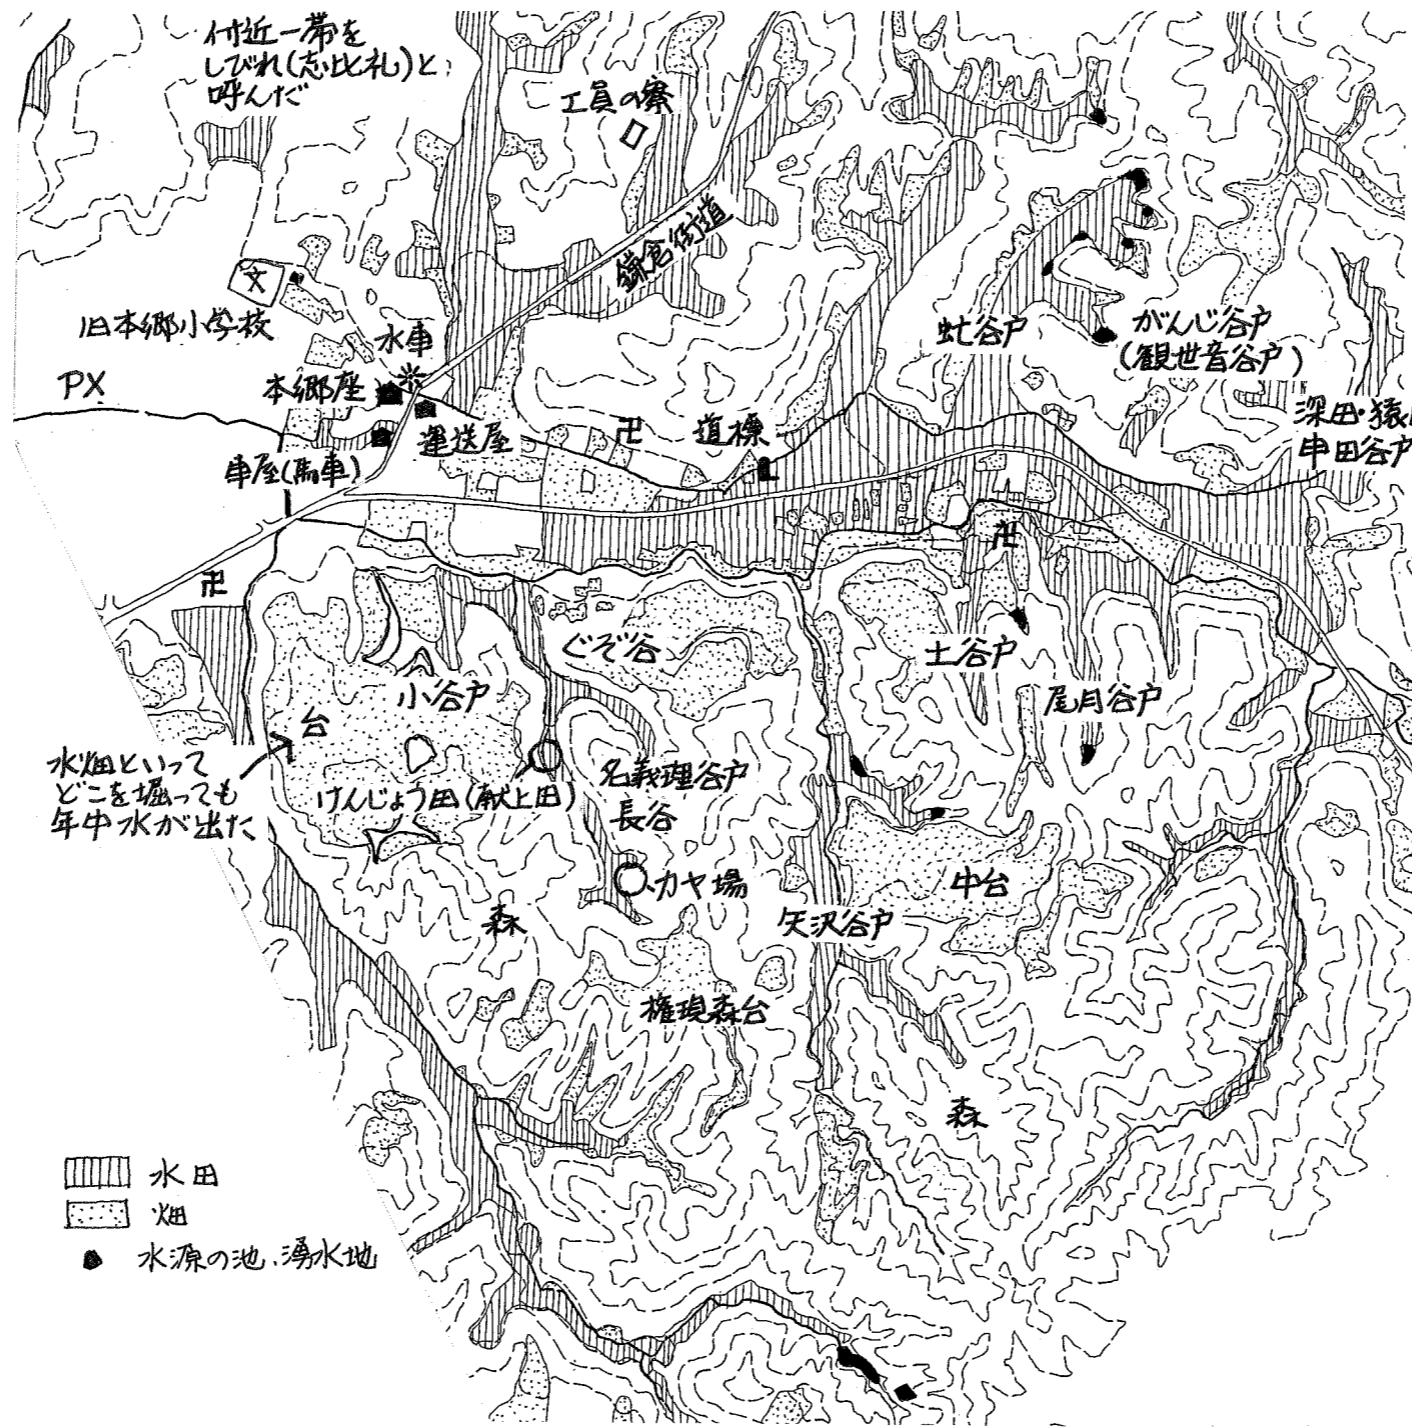 付近一帯を
しびれ(志比礼)と
呼んだ
工員の寮
鎌倉街道
文
旧本郷小学校
水車
虻谷戸
がんじ谷戸
(観世音谷戸)
PX
本郷座
運送屋
卍
道標
深田・猿
申田谷戸
車屋(馬車)
卍
卍
ぐぞ谷
土谷戸
小谷戸
尾月谷戸
台
水畑といって
どこを堀っても
年中水が出た
けんじょう田(献上田)
名義理谷戸
長谷
カヤ場
中台
森
矢沢谷戸
権現森台
森
水田
畑
水源の池、湧水地